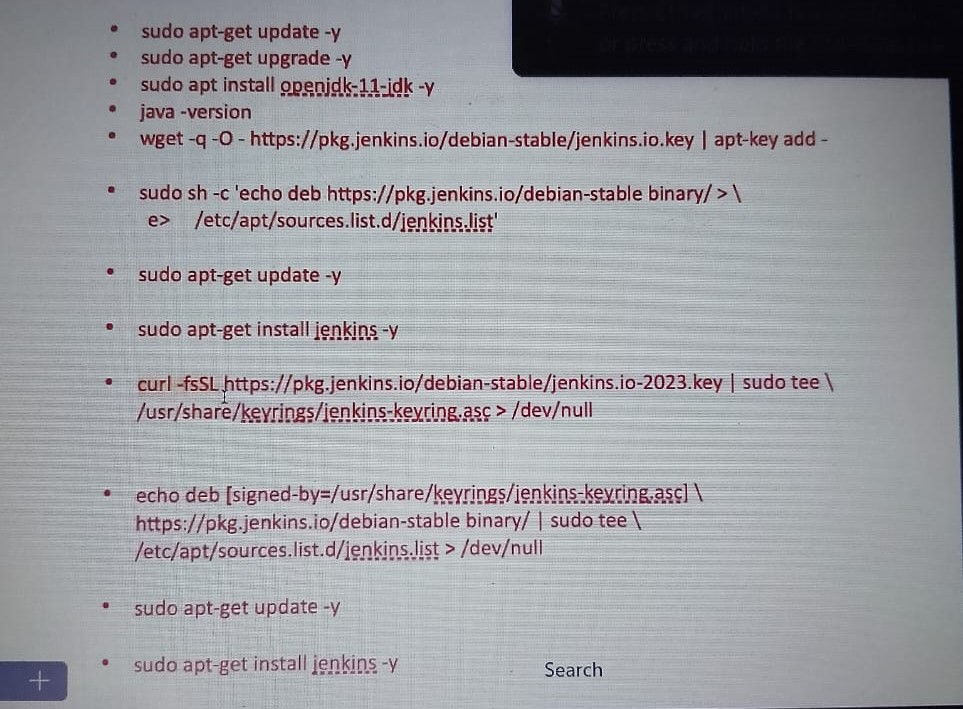 • sudo apt-get update -y
• sudo apt-get upgrade -y
• sudo apt install openjdk-11-jdk -y
• java -version
• wget -q -O - https://pkg.jenkins.io/debian-stable/jenkins.io.key | apt-key add -
• sudo sh -c 'echo deb https://pkg.jenkins.io/debian-stable binary/ > \
e> /etc/apt/sources.list.d/jenkins.list'
• sudo apt-get update -y
• sudo apt-get install jenkins -y
• curl -fsSL https://pkg.jenkins.io/debian-stable/jenkins.io-2023.key | sudo tee \
/usr/share/keyrings/jenkins-keyring.asc > /dev/null
• echo deb [signed-by=/usr/share/keyrings/jenkins-keyring.asc] \
https://pkg.jenkins.io/debian-stable binary/ | sudo tee \
/etc/apt/sources.list.d/jenkins.list > /dev/null
• sudo apt-get update -y
• sudo apt-get install jenkins -y
Search